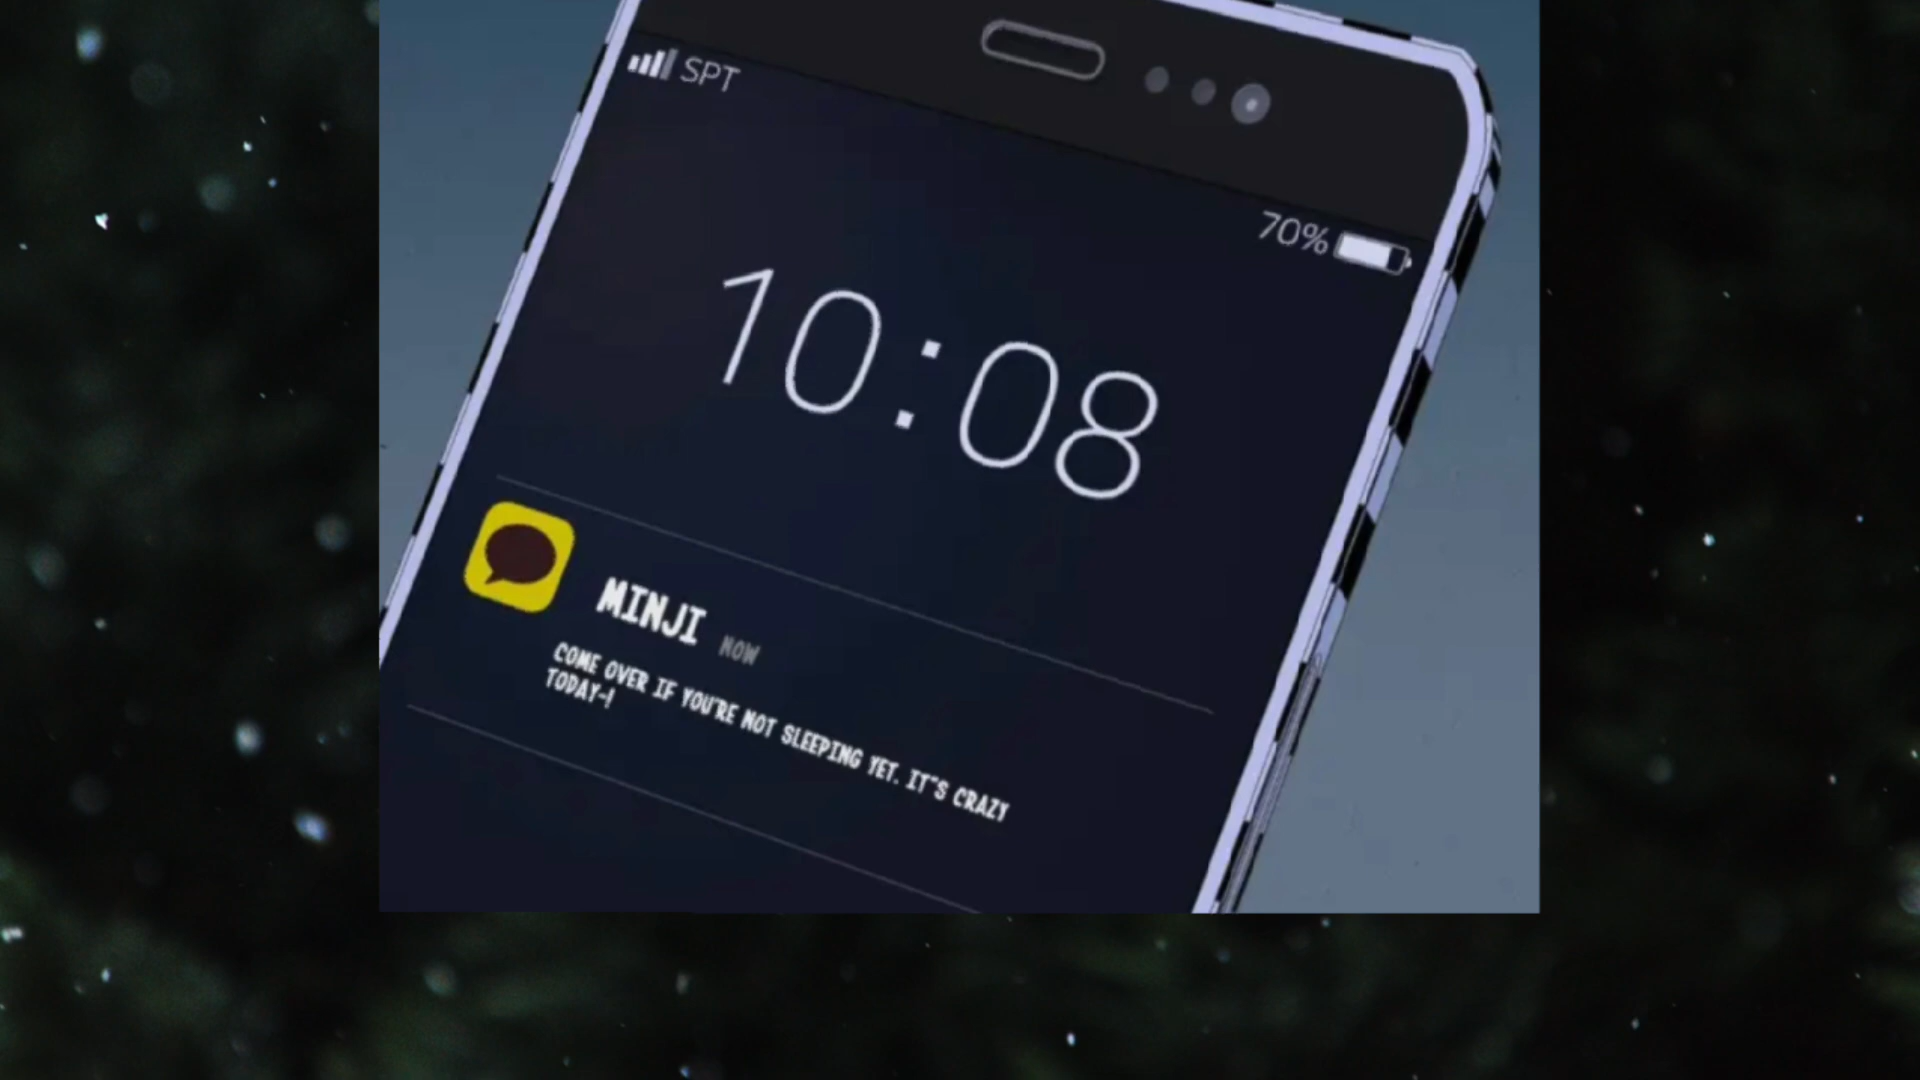 SPT
70%
10:08
MINJI NOW
COME OVER IF YOU'RE NOT SLEEPING YET. IT'S CRAZY
TODAY~!